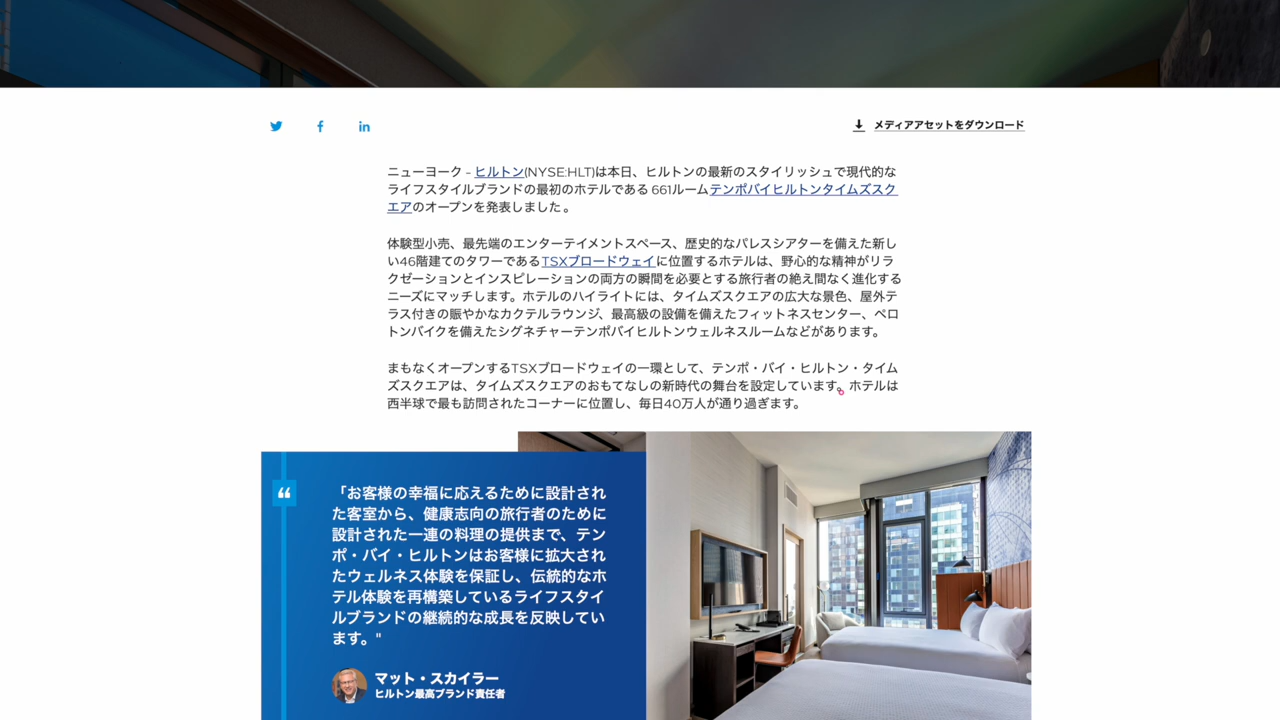 メディアアセットをダウンロード
ニューヨーク - ヒルトン(NYSE:HLT)は本日、ヒルトンの最新のスタイリッシュで現代的な
ライフスタイルブランドの最初のホテルである 661ルームテンポバイヒルトンタイムズスク
エアのオープンを発表しました 。
体験型小売、最先端のエンターテイメントスペース、歴史的なパレスシアターを備えた新し
い46階建てのタワーであるTSXブロードウェイに位置するホテルは、野心的な精神がリラ
クゼーションとインスピレーションの両方の瞬間を必要とする旅行者の絶え間なく進化する
ニーズにマッチします。ホテルのハイライトには、タイムズスクエアの広大な景色、屋外テ
ラス付きの賑やかなカクテルラウンジ、最高級の設備を備えたフィットネスセンター、ペロ
トンバイクを備えたシグネチャーテンポバイヒルトンウェルネスルームなどがあります。
まもなくオープンするTSXブロードウェイの一環として、テンポ・バイ・ヒルトン・タイム
ズスクエアは、タイムズスクエアのおもてなしの新時代の舞台を設定しています。ホテルは
西半球で最も訪問されたコーナーに位置し、毎日40万人が通り過ぎます。
「お客様の幸福に応えるために設計され
た客室から、健康志向の旅行者のために
設計された一連の料理の提供まで、テン
ポ・バイ・ヒルトンはお客様に拡大され
たウェルネス体験を保証し、伝統的なホ
テル体験を再構築しているライフスタイ
ルブランドの継続的な成長を反映してい
ます。"
マット・スカイラー
ヒルトン最高ブランド責任者